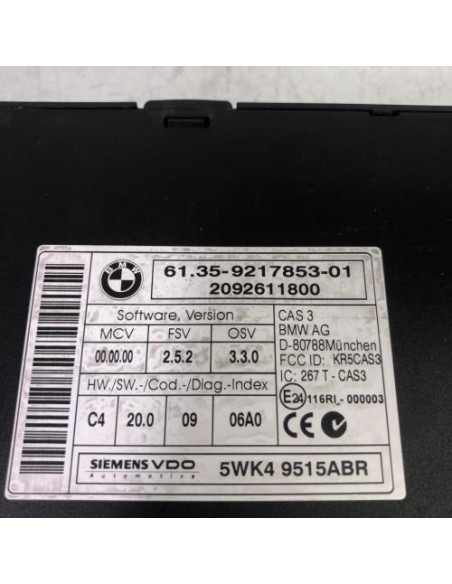 BMW
61.35-9217853-01
2092611800
Software, Version
MCV FSV OSV
00.00.00 2.5.2 3.3.0
HW./SW.-/Cod.-/Diag.-Index
C4 20.0 09 06A0
CAS 3
BMW AG
D-80788München
FCC ID: KR5CAS3
IC: 267 T - CAS3
E24 116RI_- 000003
CE
SIEMENS VDO
Automotive
5WK4 9515ABR